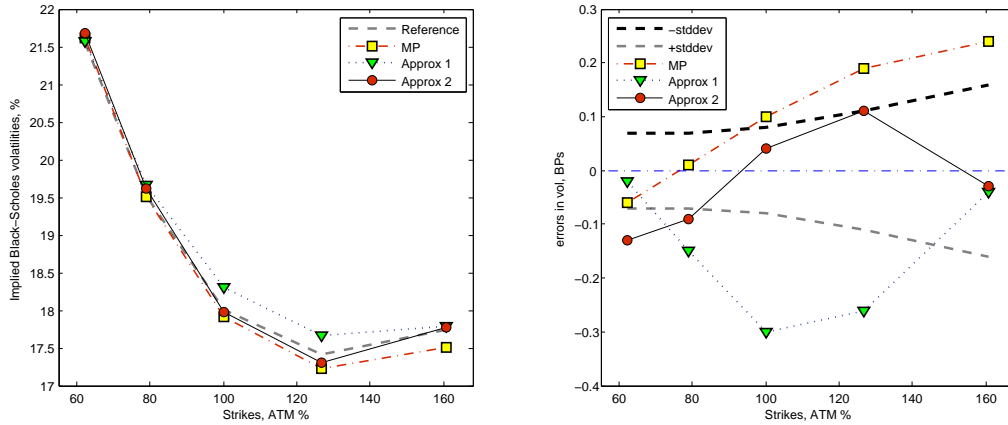 22
21.5
21
20.5
20
19.5
19
18.5
18
17.5
17
60 80 100 120 140 160
Strikes, ATM %
Implied Black−Scholes volatilities, %
Reference
MP
Approx 1
Approx 2
0.3
0.2
0.1
0
−0.1
−0.2
−0.3
−0.4
60 80 100 120 140 160
Strikes, ATM %
errors in vol, BPs
−stddev
+stddev
MP
Approx 1
Approx 2